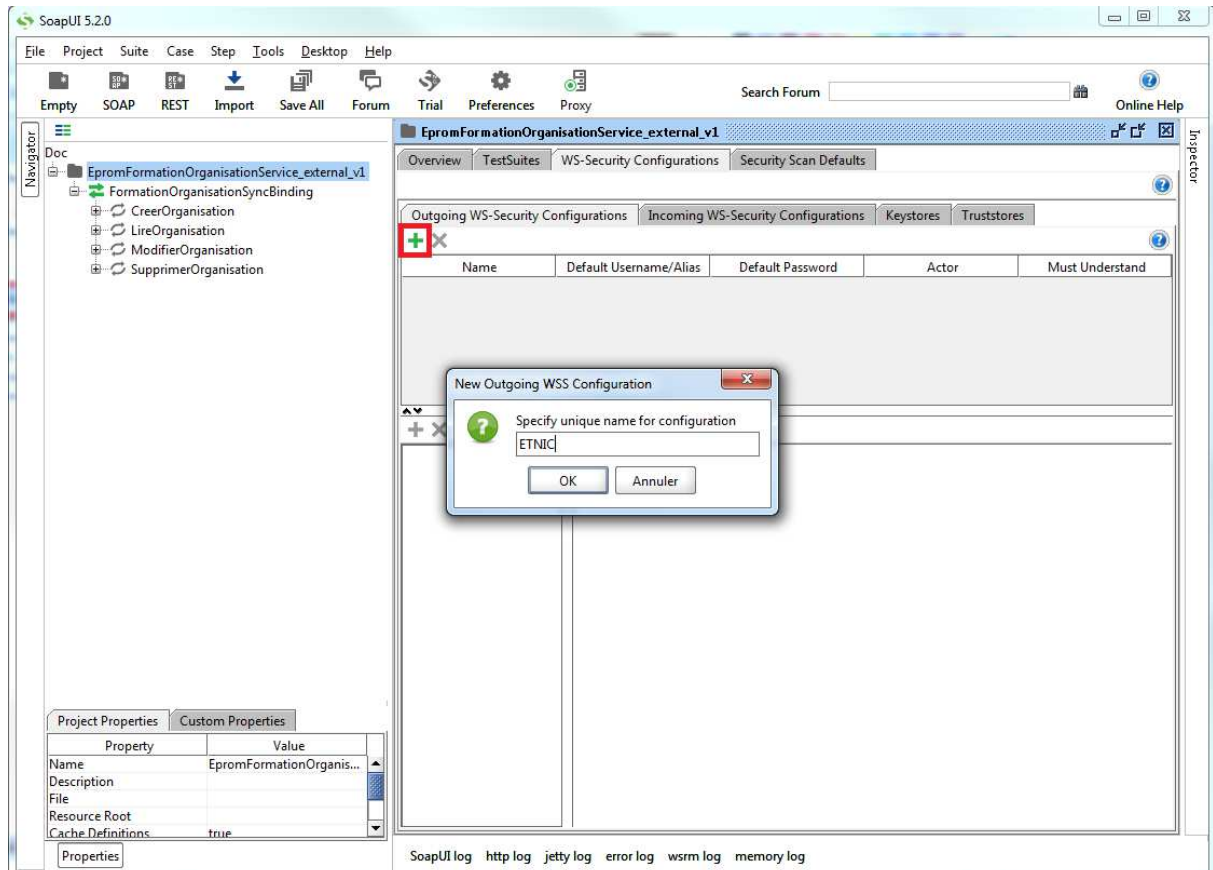 SoapUI 5.2.0
File Project Suite Case Step Tools Desktop Help
Empty SOAP REST Import Save All Forum Trial Preferences Proxy Search Forum Online Help
Navigator
Doc
EpromFormationOrganisationService_external_v1
FormationOrganisationSyncBinding
CreerOrganisation
LireOrganisation
ModifierOrganisation
SupprimerOrganisation
EpromFormationOrganisationService_external_v1
Overview TestSuites WS-Security Configurations Security Scan Defaults
Outgoing WS-Security Configurations Incoming WS-Security Configurations Keystores Truststores
Name Default Username/Alias Default Password Actor Must Understand
New Outgoing WSS Configuration
Specify unique name for configuration
ETNIC
OK Annuler
Inspector
Project Properties Custom Properties
Property Value
Name EpromFormationOrganis...
Description
File
Resource Root
Cache Definitions true
Properties
SoapUI log http log jetty log error log wsrm log memory log